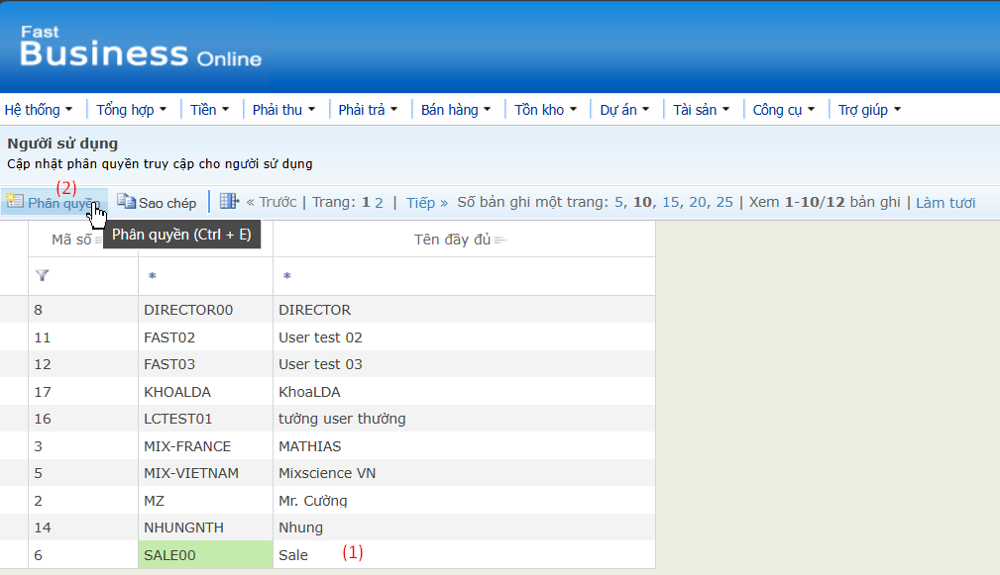 Fast
Business Online
Hệ thống Tổng hợp Tiền Phải thu Phải trả Bán hàng Tồn kho Dự án Tài sản Công cụ Trợ giúp
Người sử dụng
Cập nhật phân quyền truy cập cho người sử dụng
(2)
Phân quyền Sao chép « Trước | Trang: 1 2 | Tiếp » Số bản ghi một trang: 5, 10, 15, 20, 25 | Xem 1-10/12 bản ghi | Làm tươi
Mã số Phân quyền (Ctrl + E) Tên đầy đủ
* *
8 DIRECTOR00 DIRECTOR
11 FAST02 User test 02
12 FAST03 User test 03
17 KHOALDA KhoaLDA
16 LCTEST01 tường user thường
3 MIX-FRANCE MATHIAS
5 MIX-VIETNAM Mixscience VN
2 MZ Mr. Cường
14 NHUNGNTH Nhung
6 SALE00 Sale (1)